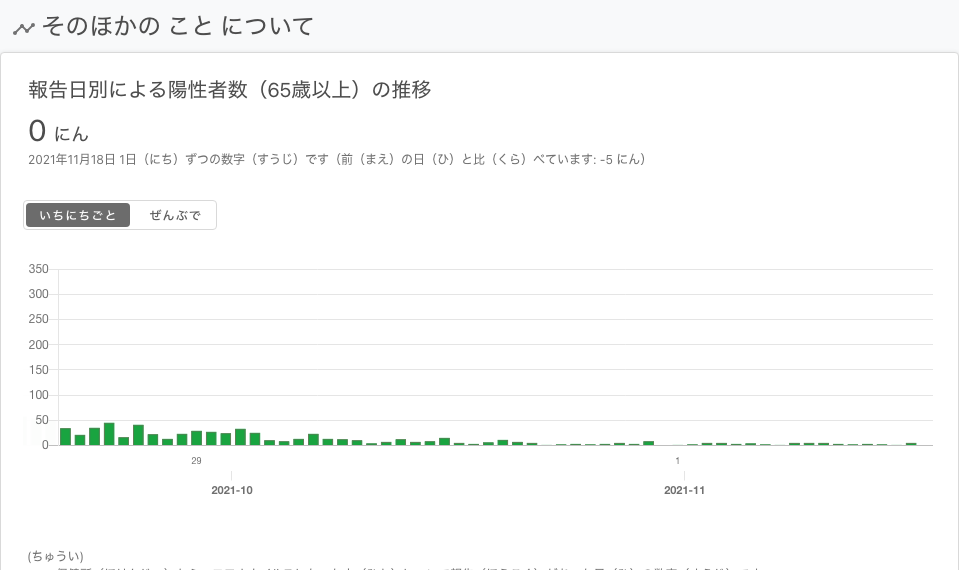 そのほかの こと について
報告日別による陽性者数（65歳以上）の推移
0 にん
2021年11月18日 1日（にち）ずつの数字（すうじ）です（前（まえ）の日（ひ）と比（くら）べています: -5 にん）
いちにちごと ぜんぶで
350
300
250
200
150
100
50
0
29 1
2021-10 2021-11
(ちゅうい)